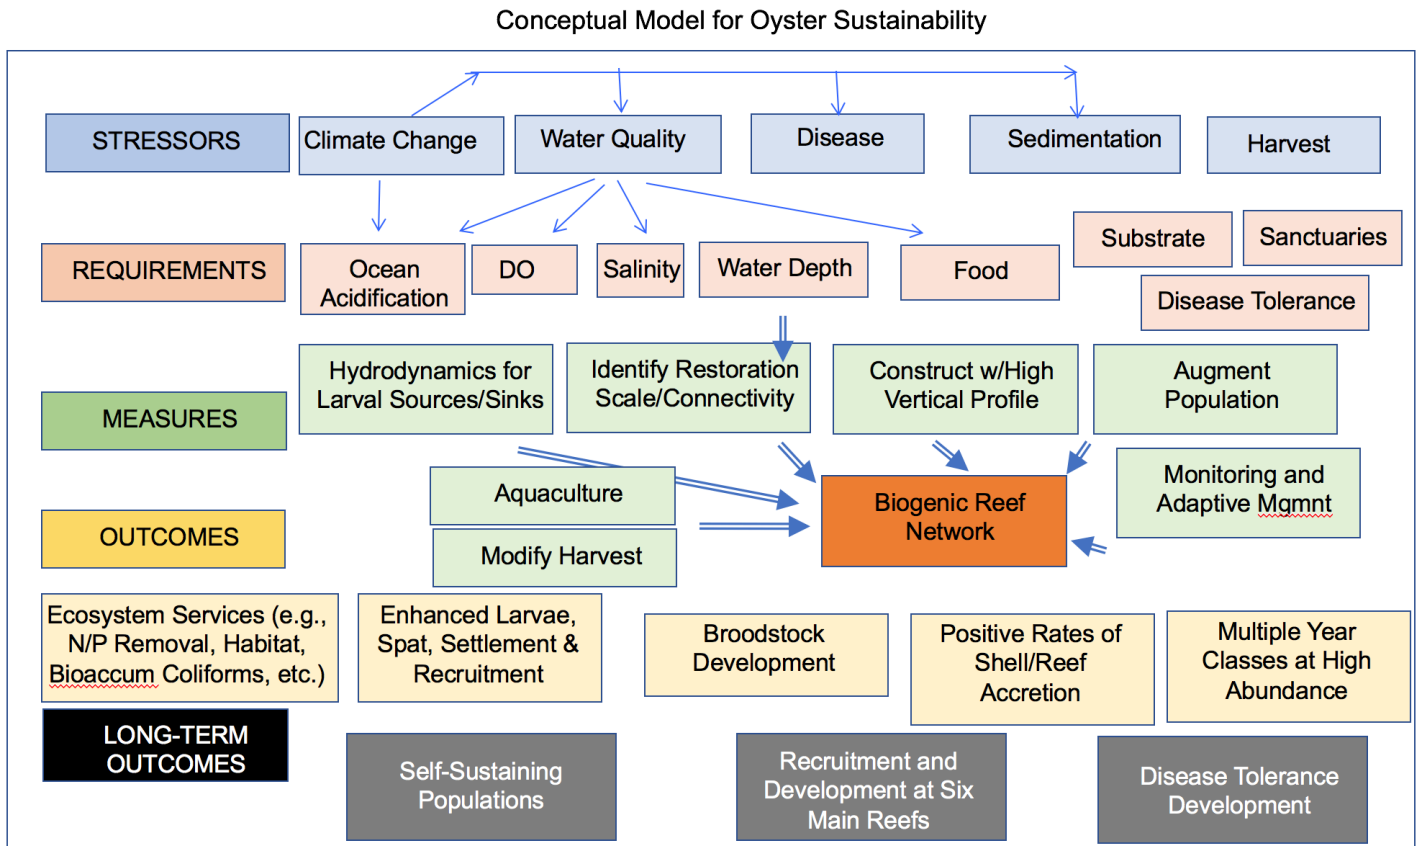 Conceptual Model for Oyster Sustainability
STRESSORS
Climate Change
Water Quality
Disease
Sedimentation
Harvest
REQUIREMENTS
Ocean
Acidification
DO
Salinity
Water Depth
Food
Substrate
Sanctuaries
Disease Tolerance
MEASURES
Hydrodynamics for
Larval Sources/Sinks
Identify Restoration
Scale/Connectivity
Construct w/High
Vertical Profile
Augment
Population
Aquaculture
Modify Harvest
Biogenic Reef
Network
Monitoring and
Adaptive Mgmnt
OUTCOMES
Ecosystem Services (e.g.,
N/P Removal, Habitat,
Bioaccum Coliforms, etc.)
Enhanced Larvae,
Spat, Settlement &
Recruitment
Broodstock
Development
Positive Rates of
Shell/Reef
Accretion
Multiple Year
Classes at High
Abundance
LONG-TERM
OUTCOMES
Self-Sustaining
Populations
Recruitment and
Development at Six
Main Reefs
Disease Tolerance
Development